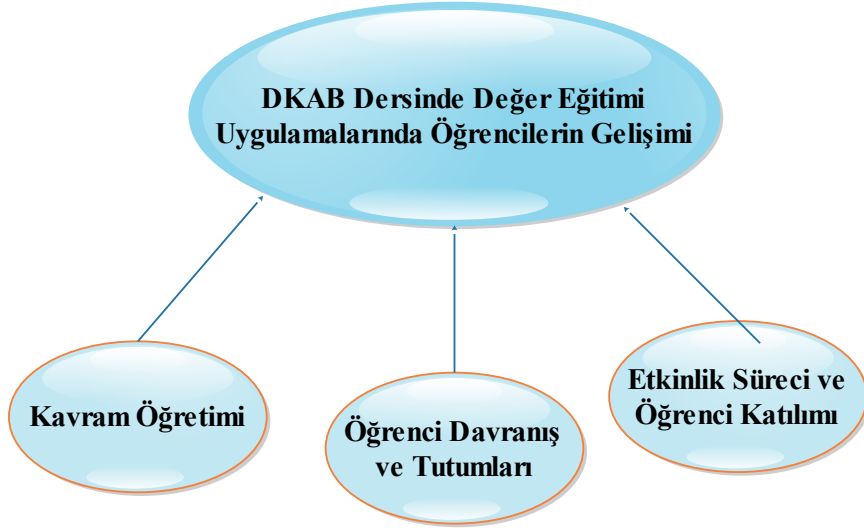 DKAB Dersinde Değer Eğitimi
Uygulamalarında Öğrencilerin Gelişimi
Kavram Öğretimi
Öğrenci Davranış
ve Tutumları
Etkinlik Süreci ve
Öğrenci Katılımı